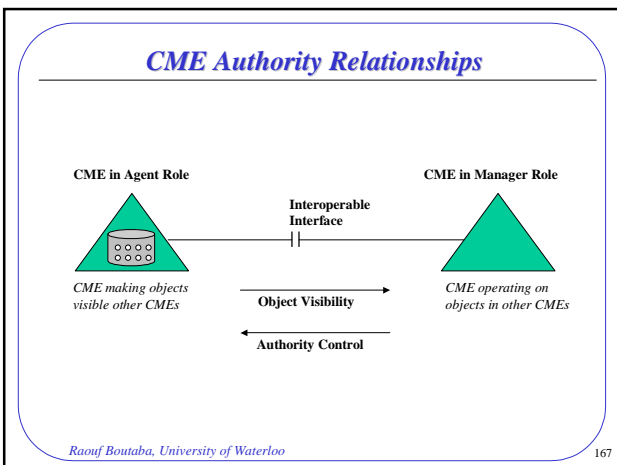 CME Authority Relationships
CME in Agent Role
CME in Manager Role
Interoperable
Interface
CME making objects
visible other CMEs
CME operating on
objects in other CMEs
Object Visibility
Authority Control
Raouf Boutaba, University of Waterloo
167